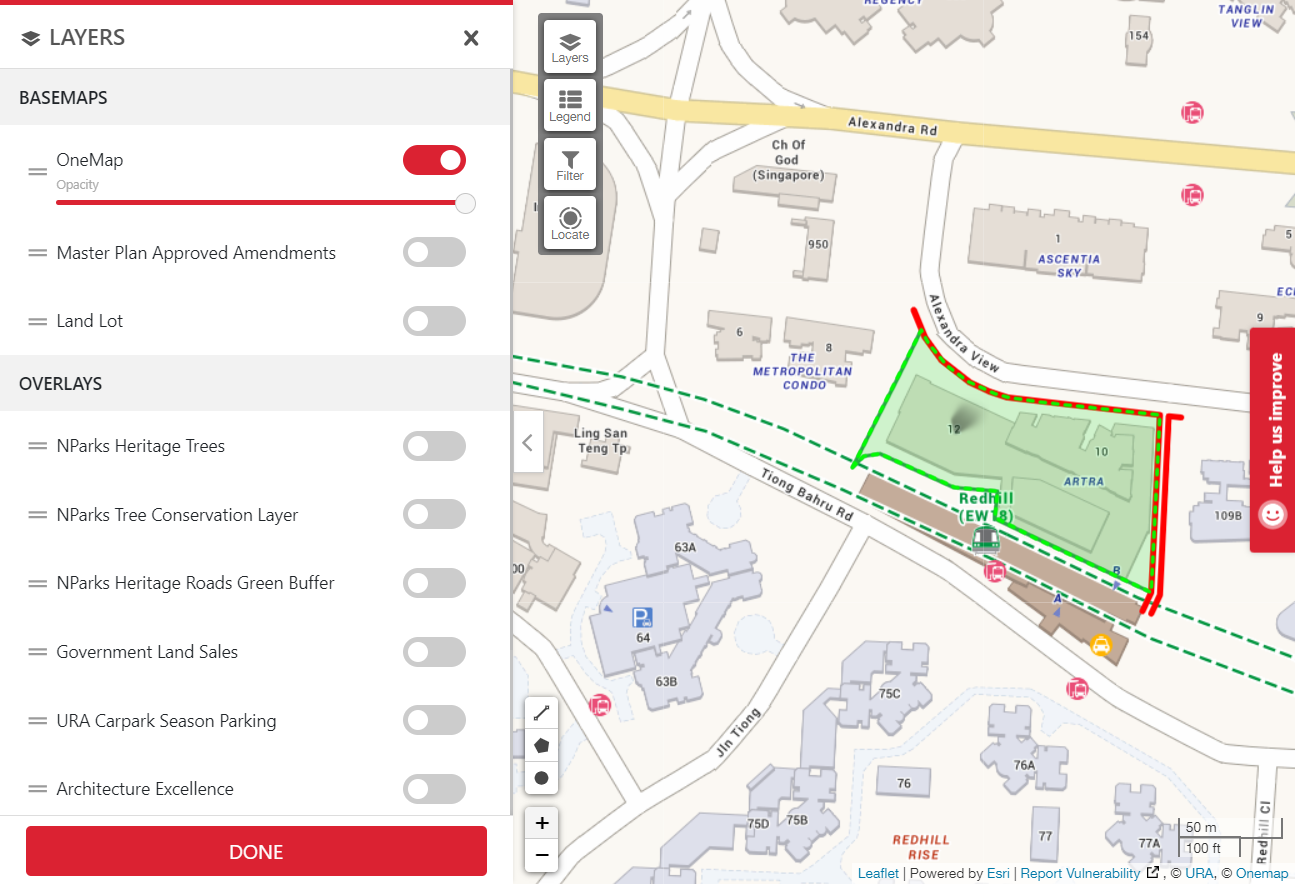 LAYERS
BASEMAPS
OneMap
Opacity
Master Plan Approved Amendments
Land Lot
OVERLAYS
NParks Heritage Trees
NParks Tree Conservation Layer
NParks Heritage Roads Green Buffer
Government Land Sales
URA Carpark Season Parking
Architecture Excellence
DONE
Layers
Legend
Filter
Locate
REGENCY
TANGLIN
VIEW
154
Alexandra Rd
Ch Of
God
(Singapore)
950
1
ASCENTIA
SKY
5
9
Alexandra View
6
8
THE
METROPOLITAN
CONDO
Help us improve
Ling San
Teng Tp
12
10
ARTRA
Tiong Bahru Rd
Redhill
(EW18)
109B
63A
B
A
64
63B
75C
Jln Tiong
76A
76
75D
75B
77
77A
REDHILL
RISE
Redhill Cl
+
−
50 m
100 ft
Leaflet | Powered by Esri | Report Vulnerability , © URA, © Onemap